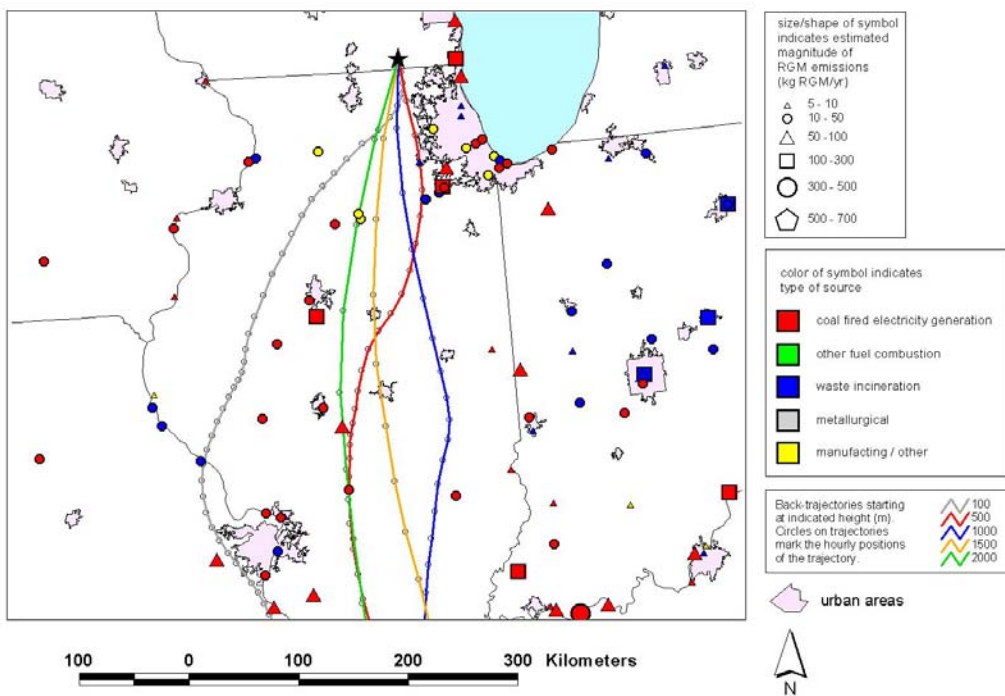 size/shape of symbol
indicates estimated
magnitude of
RGM emissions
(kg RGM/yr)
5 - 10
10 - 50
50 - 100
100 -300
300 - 500
500 - 700
color of symbol indicates
type of source
coal fired electricity generation
other fuel combustion
waste incineration
metallurgical
manufacting / other
Back-trajectories starting
at indicated height (m).
Circles on trajectories
mark the hourly positions
of the trajectory.
100
500
1000
1500
2000
urban areas
N
100 0 100 200 300 Kilometers